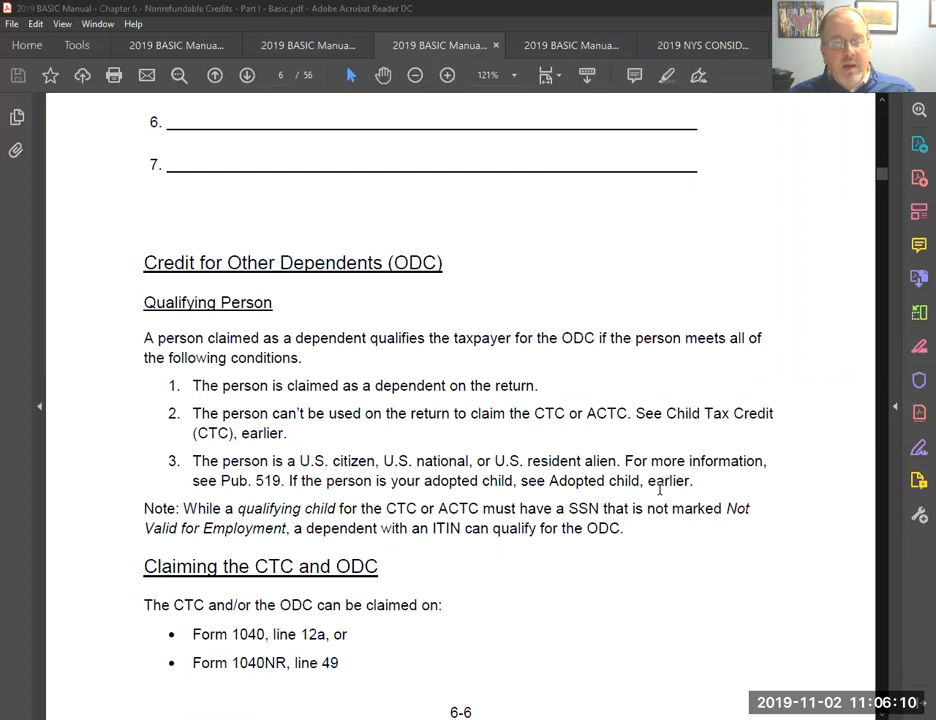 2019 BASIC Manual - Chapter 6 - Nonrefundable Credits - Part I - Basic.pdf - Adobe Acrobat Reader DC
File Edit View Window Help
Home Tools 2019 BASIC Manua... 2019 BASIC Manua... 2019 BASIC Manua... × 2019 BASIC Manua... 2019 NYS CONSID...
6 / 56 121%
6.
7.
Credit for Other Dependents (ODC)
Qualifying Person
A person claimed as a dependent qualifies the taxpayer for the ODC if the person meets all of
the following conditions.
1. The person is claimed as a dependent on the return.
2. The person can't be used on the return to claim the CTC or ACTC. See Child Tax Credit
(CTC), earlier.
3. The person is a U.S. citizen, U.S. national, or U.S. resident alien. For more information,
see Pub. 519. If the person is your adopted child, see Adopted child, earlier.
Note: While a qualifying child for the CTC or ACTC must have a SSN that is not marked Not
Valid for Employment, a dependent with an ITIN can qualify for the ODC.
Claiming the CTC and ODC
The CTC and/or the ODC can be claimed on:
• Form 1040, line 12a, or
• Form 1040NR, line 49
6-6
2019-11-02 11:06:10